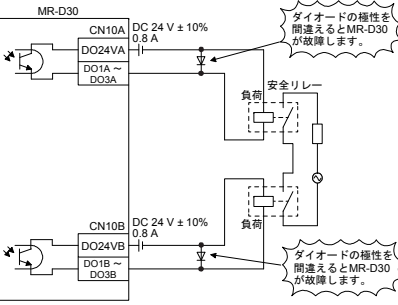 MR-D30
ダイオードの極性を
間違えるとMR-D30
が故障します。
CN10A
DC 24 V ± 10%
0.8 A
DO24VA
DO1A ~
DO3A
安全リレー
負荷
CN10B
DC 24 V ± 10%
0.8 A
負荷
DO24VB
DO1B ~
DO3B
ダイオードの極性を
間違えるとMR-D30
が故障します。